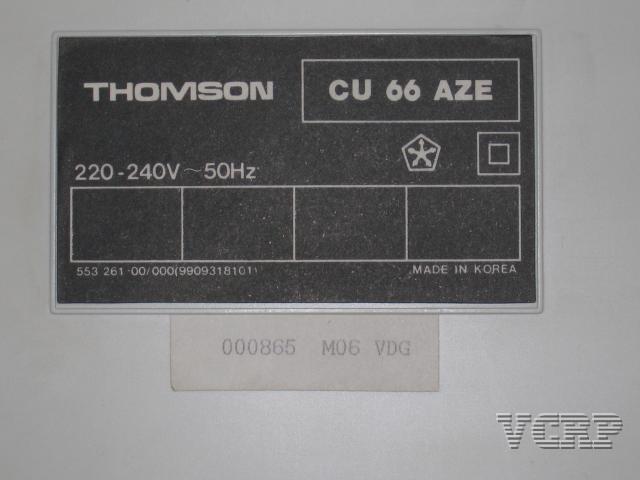 THOMSON
CU 66 AZE
220-240V ~ 50Hz
553 261 00/000(9909318101)
MADE IN KOREA
000865 M06 VDG
VCRP